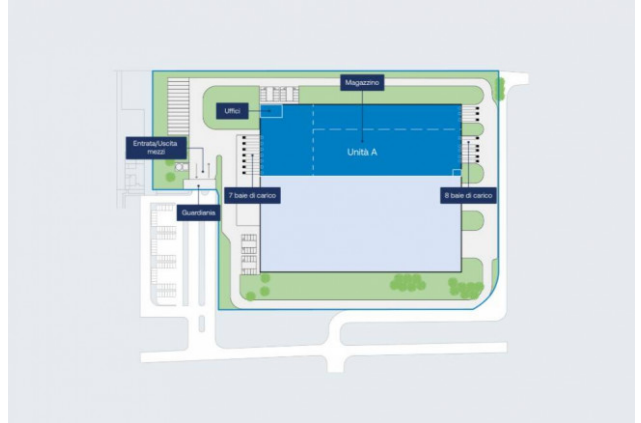 Magazzino
Uffici
Entrata/Uscita
mezzi
Unità A
7 baie di carico
8 baie di carico
Guardiania